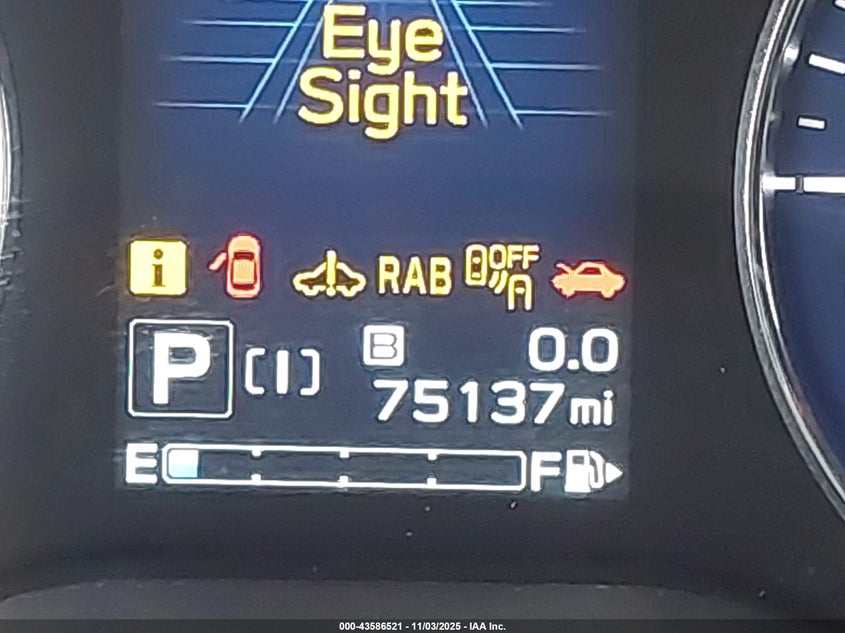 Eye
Sight
i
RAB
OFF
A
P
[I]
B
0.0
75137mi
E
F
000-43586521 - 11/03/2025 - IAA Inc.